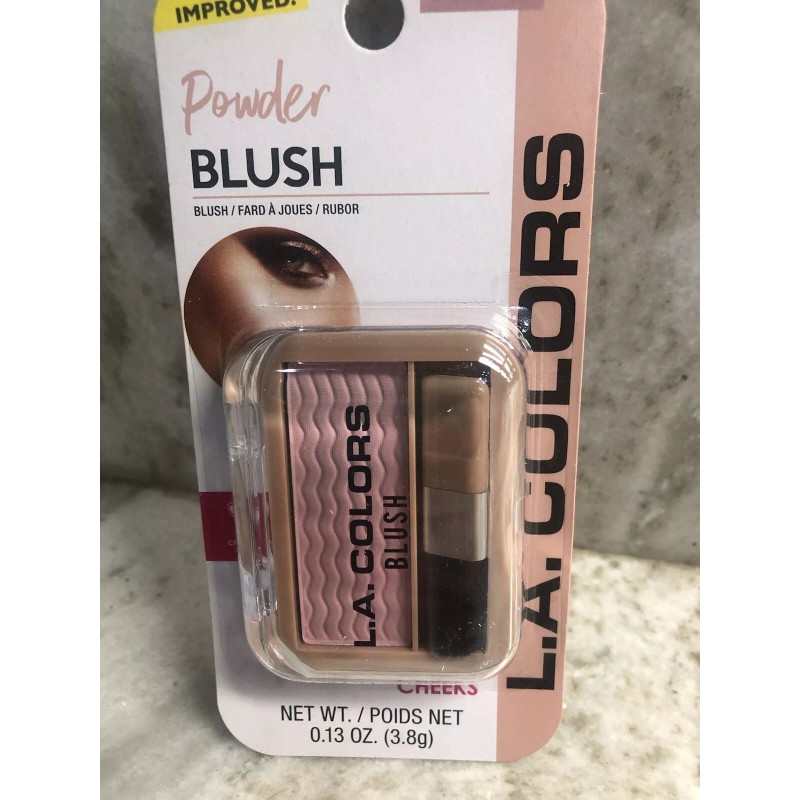 IMPROVED!
Powder
BLUSH
BLUSH / FARD À JOUES / RUBOR
L.A. COLORS
L.A. COLORS
BLUSH
CHEEKS
NET WT. / POIDS NET
0.13 OZ. (3.8g)